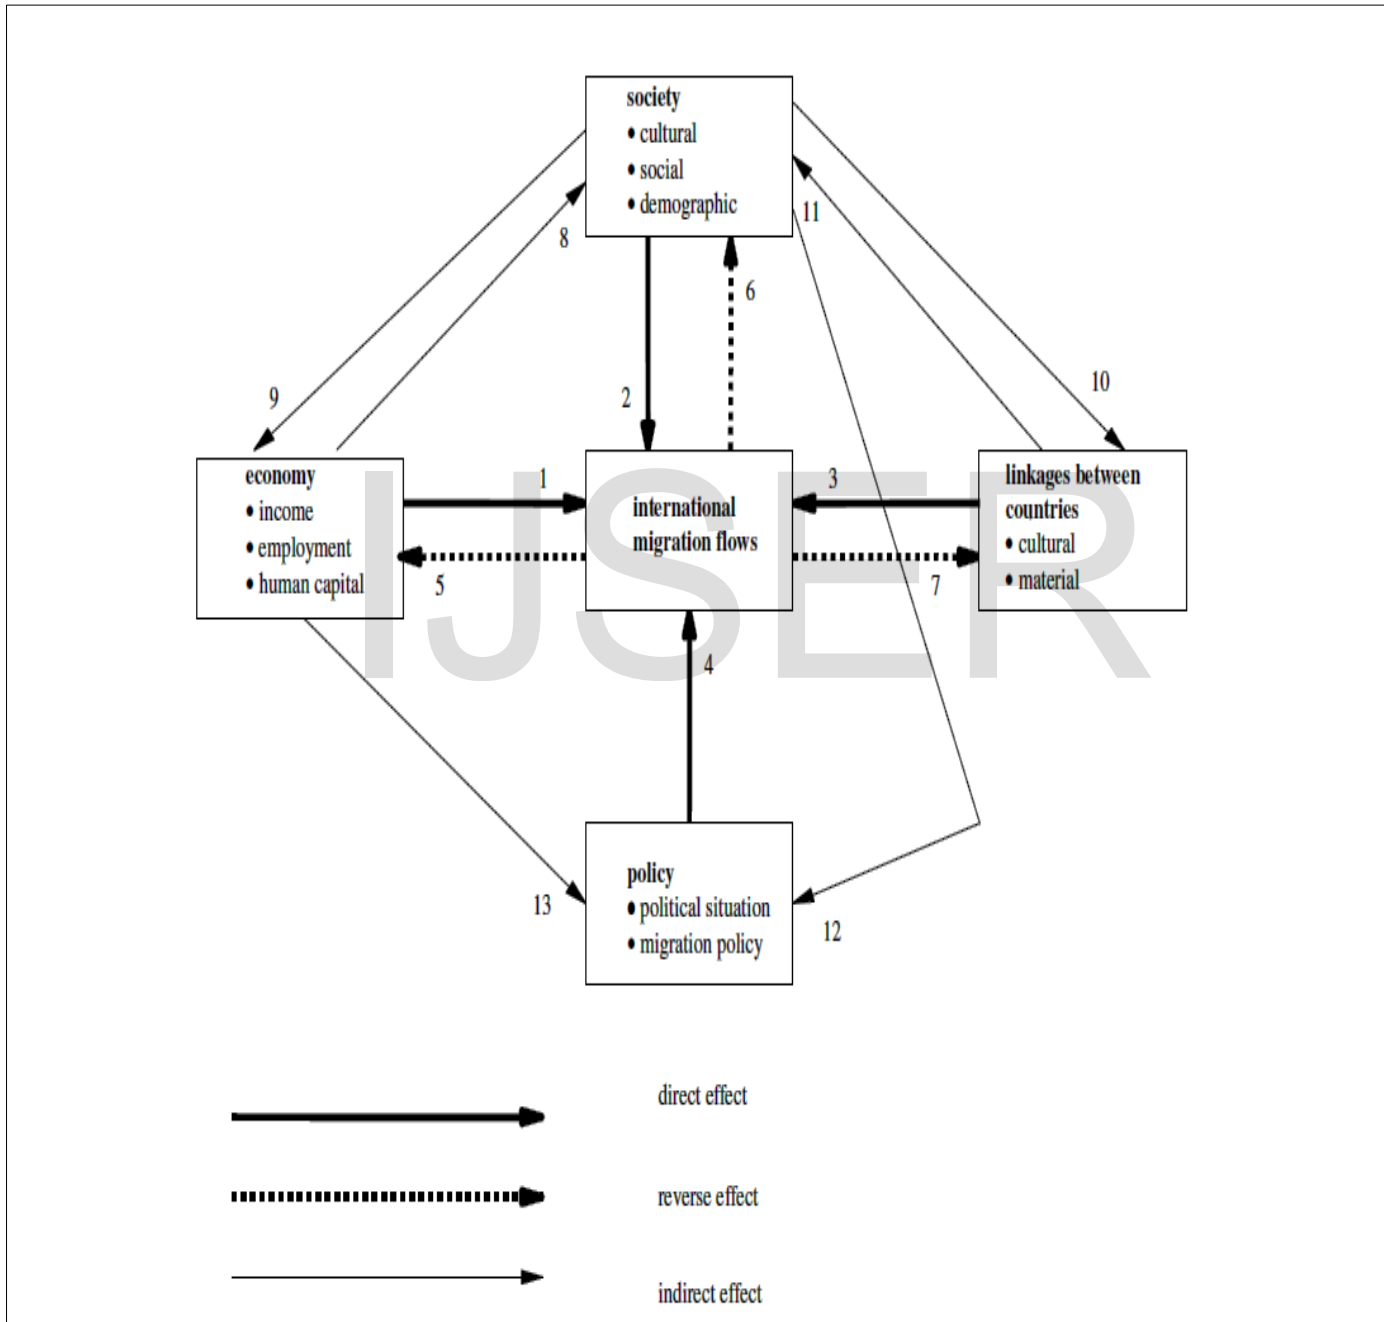 society
• cultural
• social
• demographic
11
8
6
9
2
10
economy
• income
• employment
• human capital
1
international
migration flows
3
linkages between
countries
• cultural
• material
5
7
4
IJSER
policy
• political situation
• migration policy
13
12
direct effect
reverse effect
indirect effect